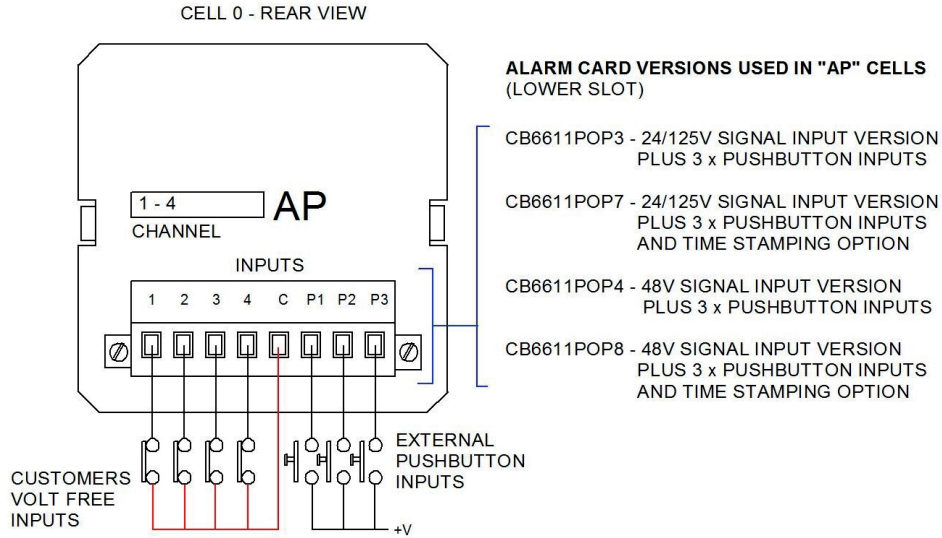 CELL 0 - REAR VIEW
ALARM CARD VERSIONS USED IN "AP" CELLS
(LOWER SLOT)
CB6611POP3 - 24/125V SIGNAL INPUT VERSION
PLUS 3 x PUSHBUTTON INPUTS
CB6611POP7 - 24/125V SIGNAL INPUT VERSION
PLUS 3 x PUSHBUTTON INPUTS
AND TIME STAMPING OPTION
CB6611POP4 - 48V SIGNAL INPUT VERSION
PLUS 3 x PUSHBUTTON INPUTS
CB6611POP8 - 48V SIGNAL INPUT VERSION
PLUS 3 x PUSHBUTTON INPUTS
AND TIME STAMPING OPTION
1 - 4 AP
CHANNEL
INPUTS
1 2 3 4 C P1 P2 P3
EXTERNAL
PUSHBUTTON
INPUTS
CUSTOMERS
VOLT FREE
INPUTS
+V